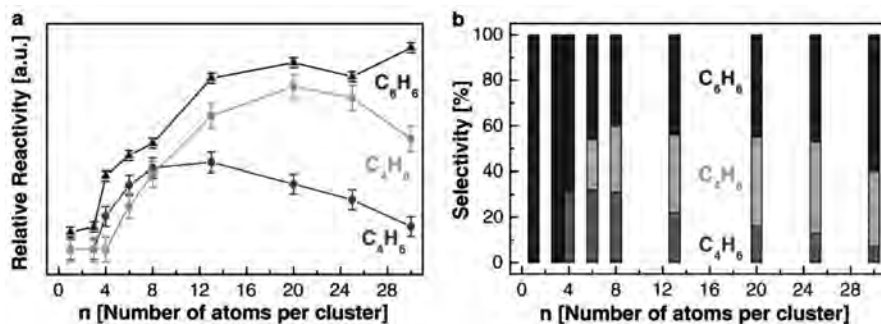 a
Relative Reactivity [a.u.]
C₆H₆
C₄H₈
C₄H₆
0 4 8 12 16 20 24 28
n [Number of atoms per cluster]
b
Selectivity [%]
100
80
60
40
20
0
C₆H₆
C₄H₈
C₄H₆
0 4 8 12 16 20 24 28
n [Number of atoms per cluster]